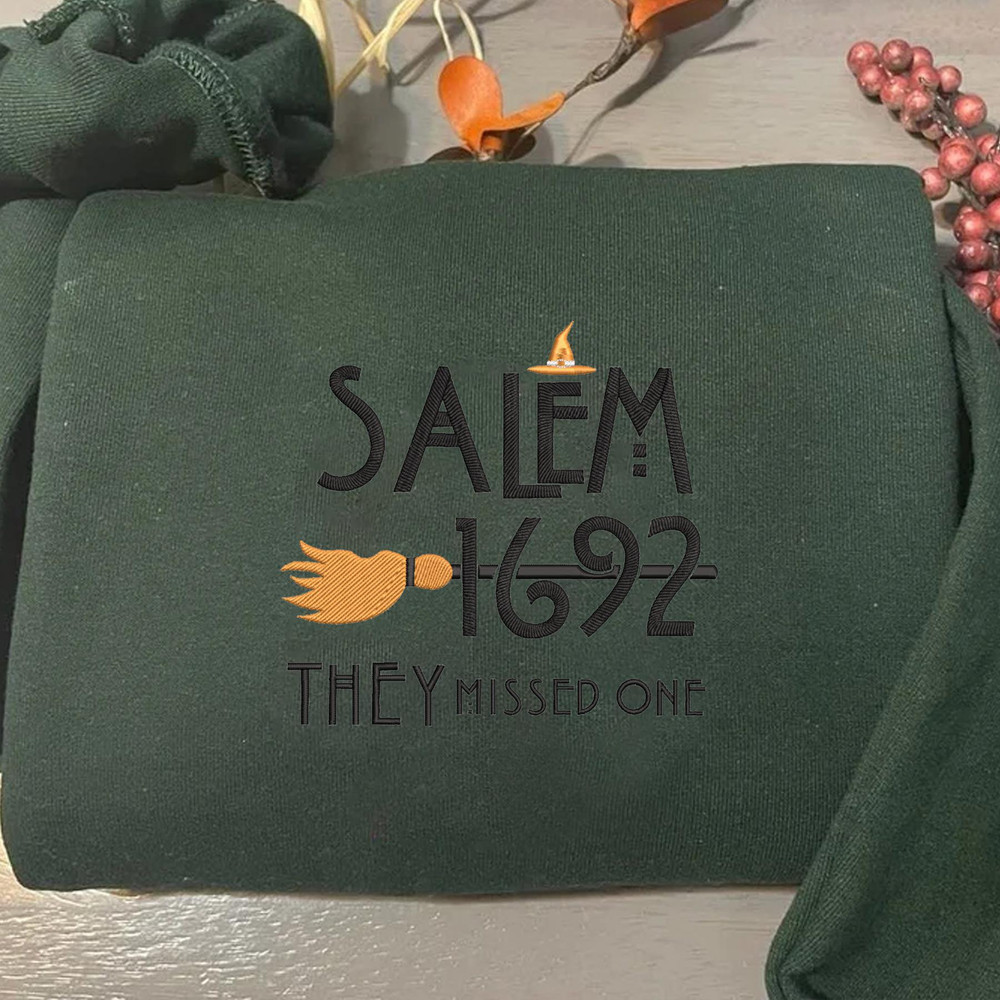 SALEM
1692
THEY MISSED ONE